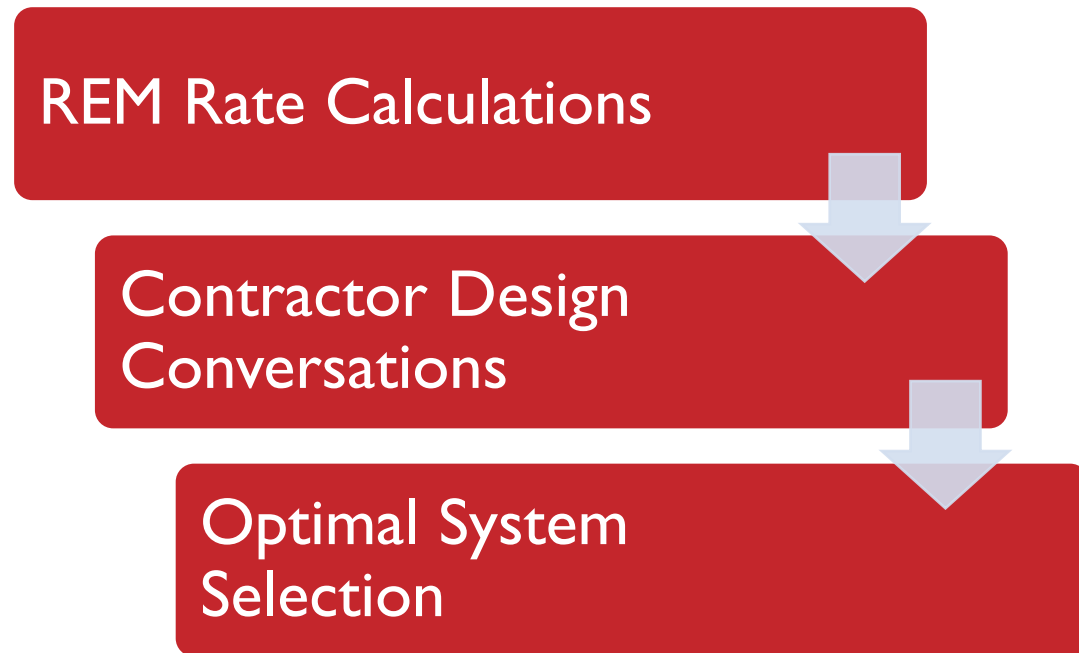 REM Rate Calculations
Contractor Design
Conversations
Optimal System
Selection